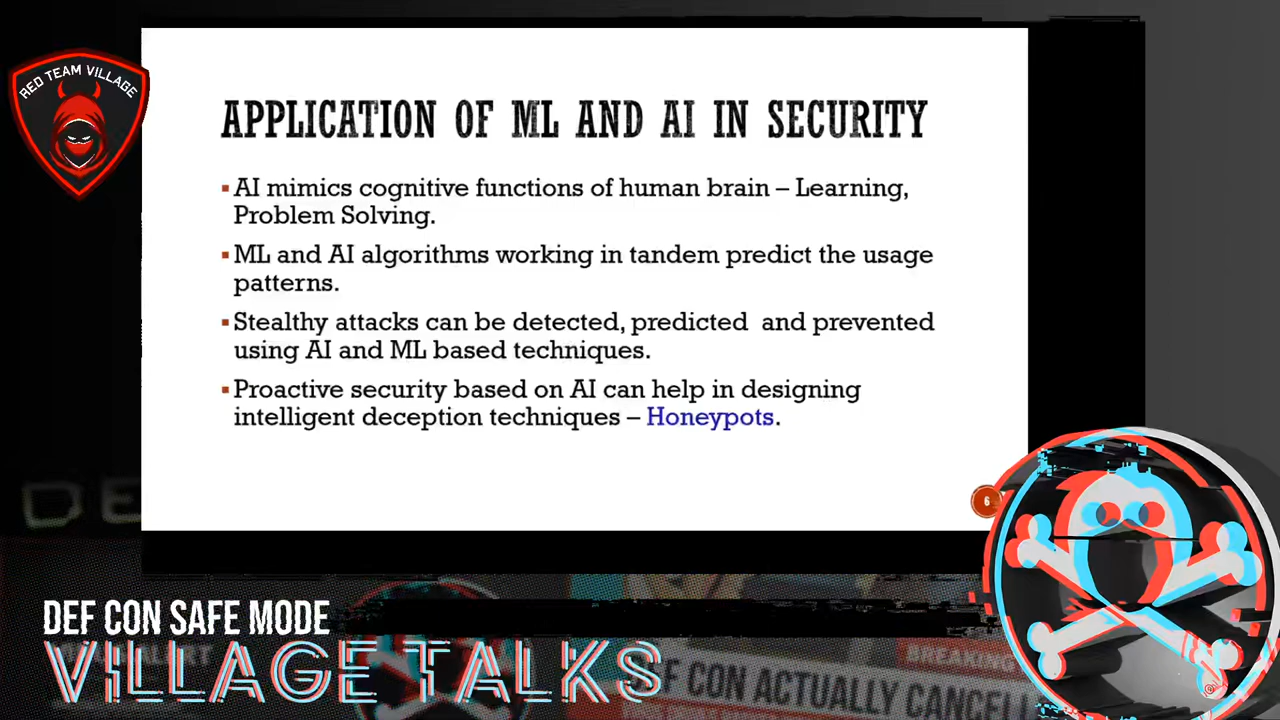 RED TEAM VILLAGE
APPLICATION OF ML AND AI IN SECURITY
▪AI mimics cognitive functions of human brain – Learning,
Problem Solving.
▪ML and AI algorithms working in tandem predict the usage
patterns.
▪Stealthy attacks can be detected, predicted  and prevented
using AI and ML based techniques.
▪Proactive security based on AI can help in designing
intelligent deception techniques – Honeypots.
6
DEF CON SAFE MODE
VILLAGE TALKS
DEF CON ACTUALLY